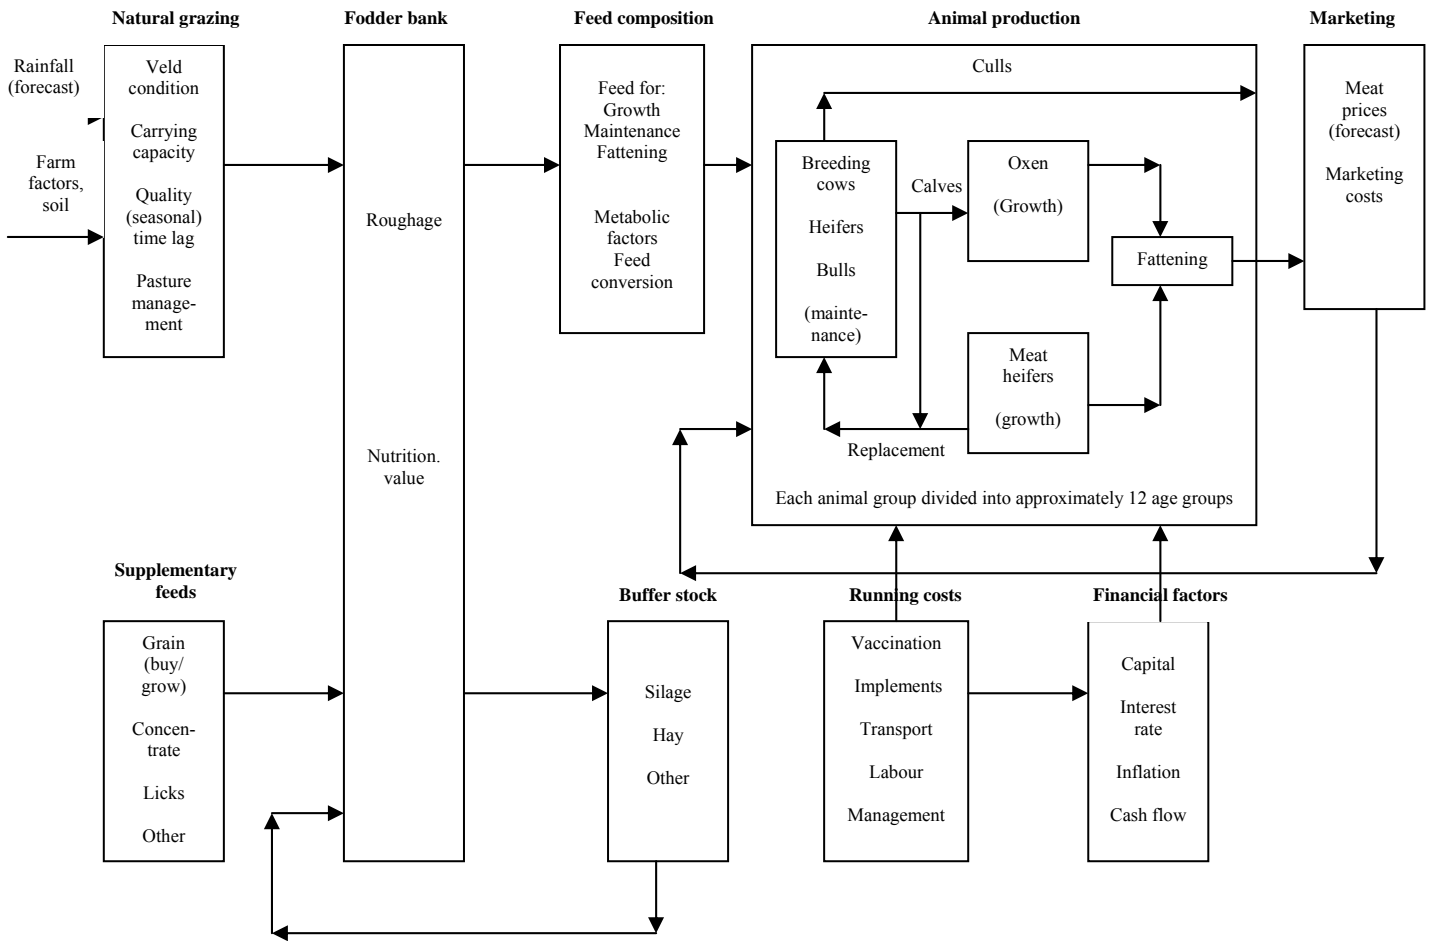 Natural grazing
Fodder bank
Feed composition
Animal production
Marketing
Rainfall
(forecast)
Farm
factors,
soil
Veld
condition
Carrying
capacity
Quality
(seasonal)
time lag
Pasture
manage-
ment
Roughage
Nutrition.
value
Feed for:
Growth
Maintenance
Fattening
Metabolic
factors
Feed
conversion
Culls
Breeding
cows
Heifers
Bulls
(mainte-
nance)
Calves
Oxen
(Growth)
Fattening
Meat
heifers
(growth)
Replacement
Each animal group divided into approximately 12 age groups
Meat
prices
(forecast)
Marketing
costs
Supplementary
feeds
Grain
(buy/
grow)
Concen-
trate
Licks
Other
Buffer stock
Silage
Hay
Other
Running costs
Vaccination
Implements
Transport
Labour
Management
Financial factors
Capital
Interest
rate
Inflation
Cash flow